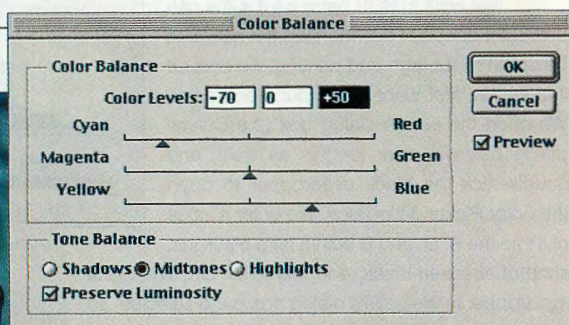 Color Balance
Color Balance
OK
Color Levels: -70 0 +50
Cancel
Cyan Red
Preview
Magenta Green
Yellow Blue
Tone Balance
Shadows Midtones Highlights
Preserve Luminosity